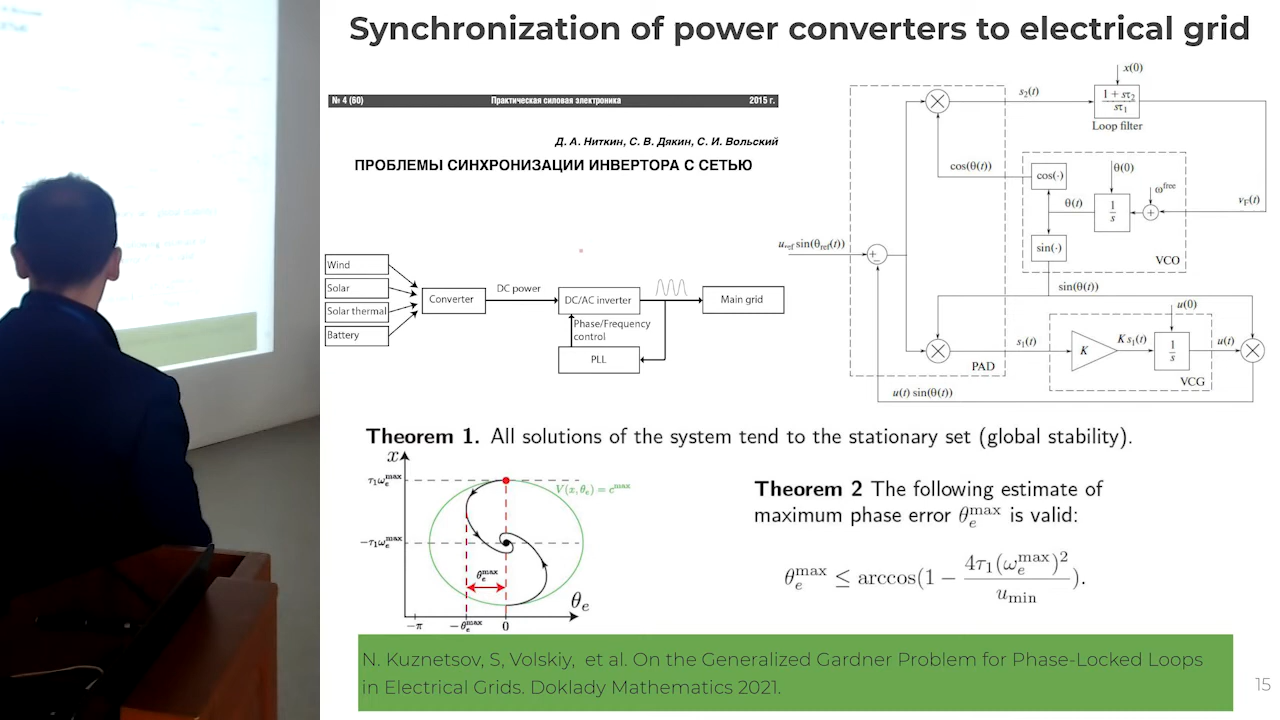 Synchronization of power converters to electrical grid
№ 4 (60) Практическая силовая электроника 2015 г.
Д. А. Ниткин, С. В. Дякин, С. И. Вольский
ПРОБЛЕМЫ СИНХРОНИЗАЦИИ ИНВЕРТОРА С СЕТЬЮ
Wind
Solar
Solar thermal
Battery
Converter
DC power
DC/AC inverter
Main grid
Phase/Frequency
control
PLL
x(0)
s₂(t)
1 + sτ₂
sτ₁
Loop filter
cos(θ(t))
cos(·)
θ(0)
ω^free
θ(t)
1
s
+
v_F(t)
u_ref sin(θ_ref(t))
+
−
sin(·)
VCO
sin(θ(t))
u(0)
s₁(t)
K
Ks₁(t)
1
s
u(t)
PAD
VCG
u(t) sin(θ(t))
Theorem 1. All solutions of the system tend to the stationary set (global stability).
x
τ₁ω_e^max
V(x, θ_e) = c^max
−τ₁ω_e^max
θ_e^max
θ_e
−π
−θ_e^max
0
Theorem 2 The following estimate of
maximum phase error θ_e^max is valid:
θ_e^max ≤ arccos(1 − 4τ₁(ω_e^max)² / u_min).
N. Kuznetsov, S, Volskiy, et al. On the Generalized Gardner Problem for Phase-Locked Loops
in Electrical Grids. Doklady Mathematics 2021.
15